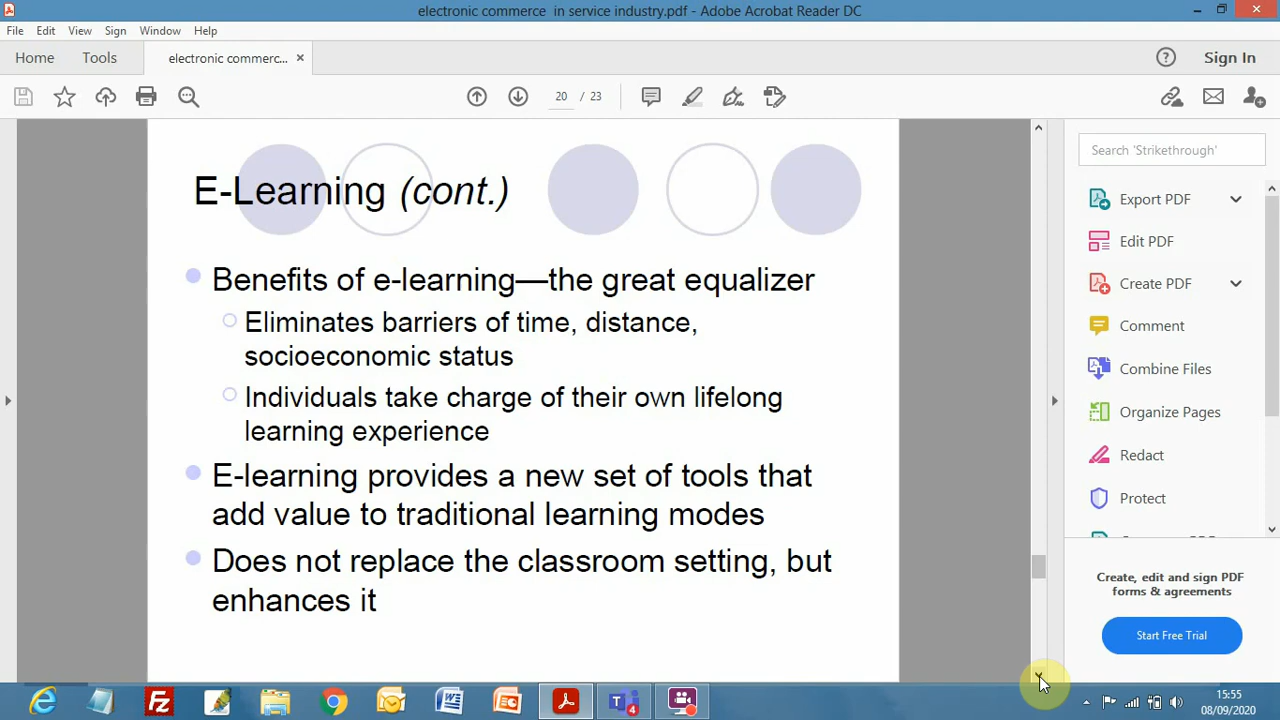 electronic commerce  in service industry.pdf - Adobe Acrobat Reader DC
File Edit View Sign Window Help
Home Tools electronic commerc... ×
? Sign In
20 / 23
Search 'Strikethrough'
Export PDF
Edit PDF
Create PDF
Comment
Combine Files
Organize Pages
Redact
Protect
Create, edit and sign PDF
forms & agreements
Start Free Trial
E-Learning (cont.)
Benefits of e-learning—the great equalizer
Eliminates barriers of time, distance,
socioeconomic status
Individuals take charge of their own lifelong
learning experience
E-learning provides a new set of tools that
add value to traditional learning modes
Does not replace the classroom setting, but
enhances it
4
15:55
08/09/2020